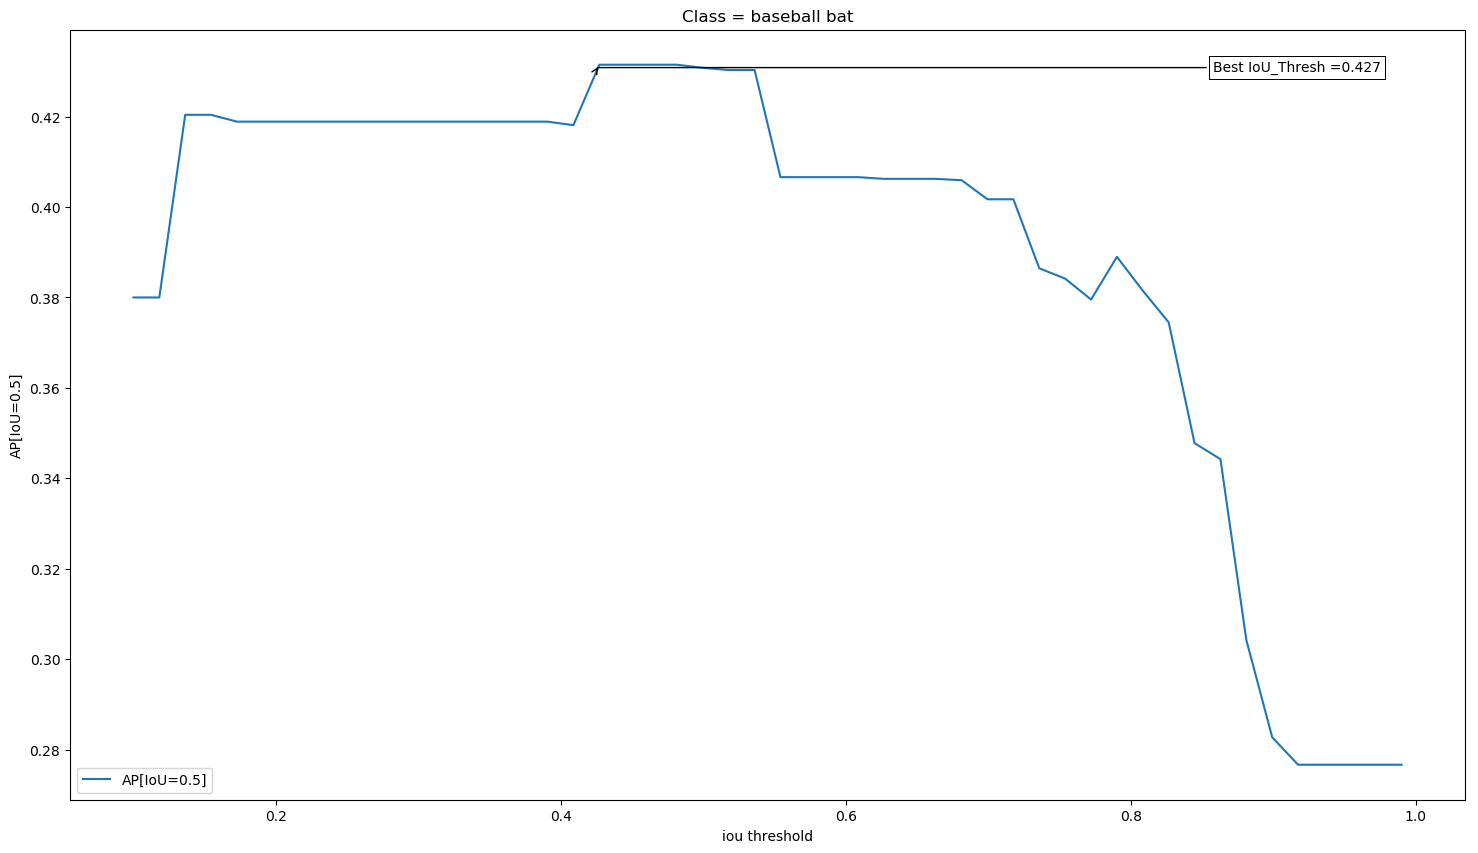 Class = baseball bat
Best IoU_Thresh =0.427
AP[IoU=0.5]
0.42
0.40
0.38
0.36
0.34
0.32
0.30
0.28
AP[IoU=0.5]
0.2
0.4
0.6
0.8
1.0
iou threshold